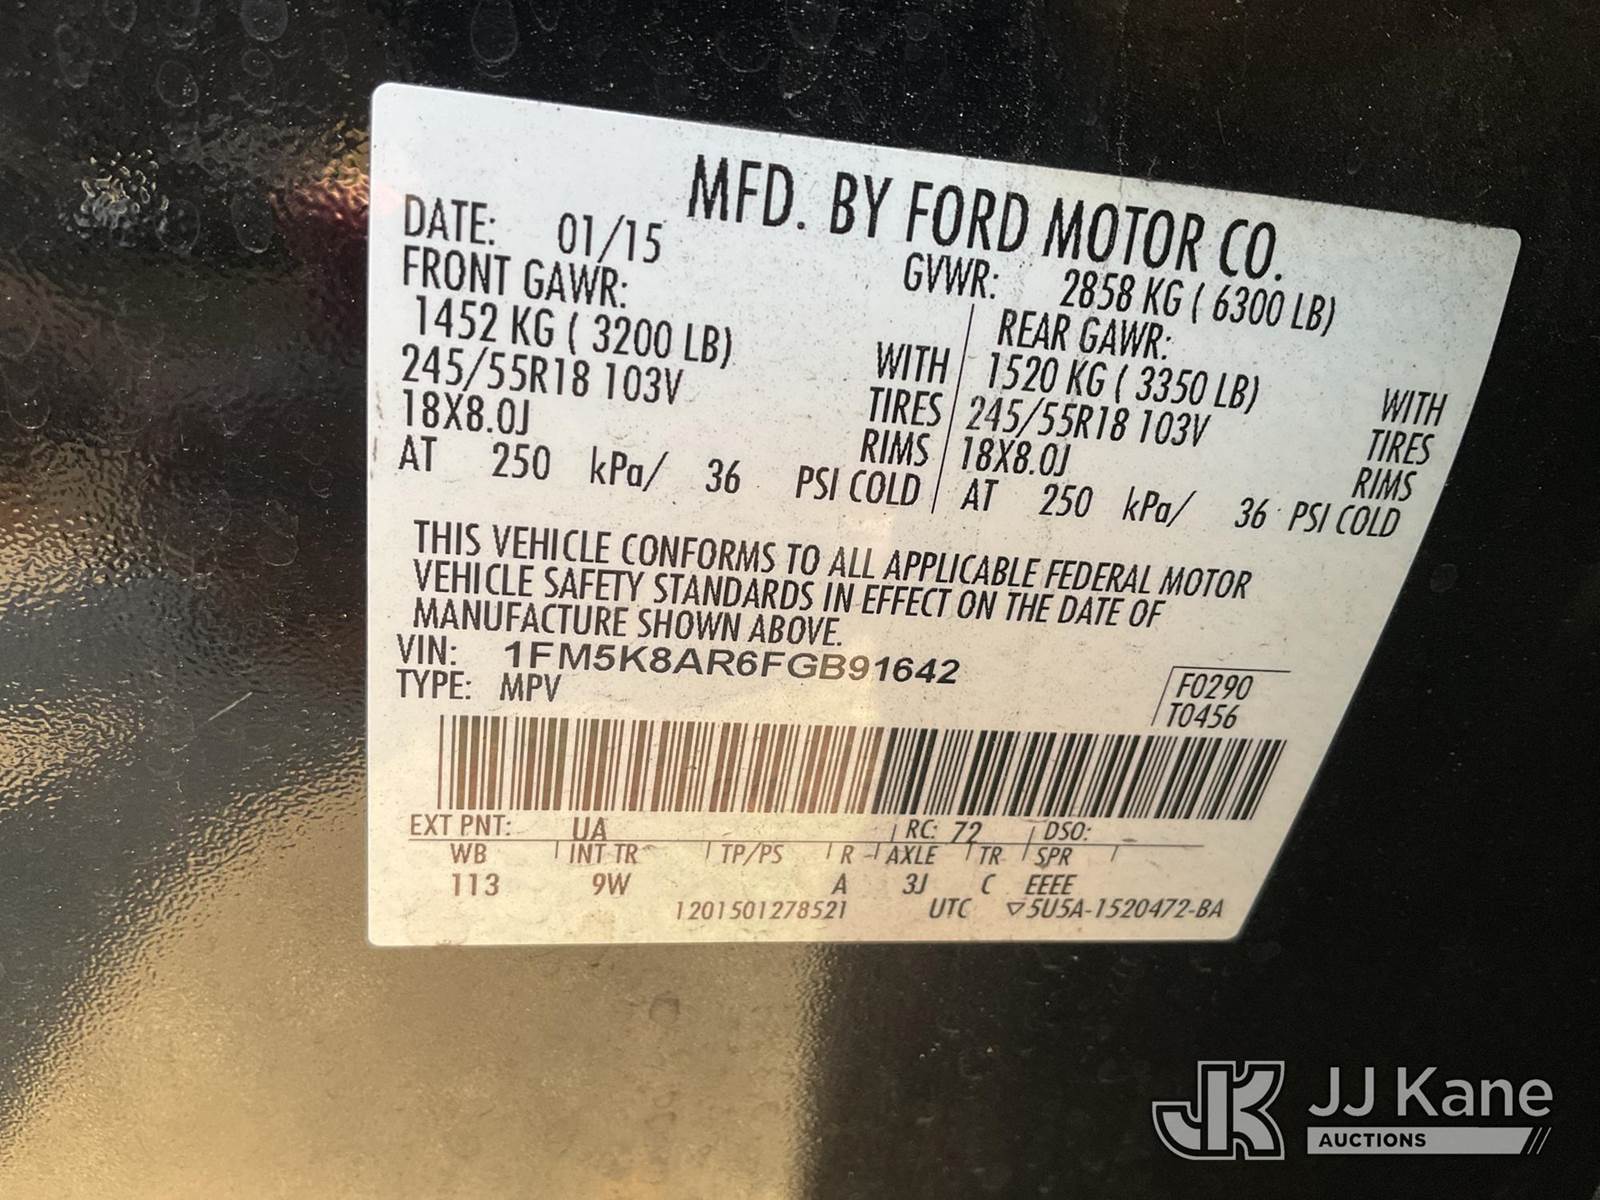 MFD. BY FORD MOTOR CO.
DATE: 01/15 GVWR: 2858 KG ( 6300 LB)
FRONT GAWR: REAR GAWR:
1452 KG ( 3200 LB) WITH 1520 KG ( 3350 LB) WITH
245/55R18 103V TIRES 245/55R18 103V TIRES
18X8.0J RIMS 18X8.0J RIMS
AT 250 kPa/ 36 PSI COLD AT 250 kPa/ 36 PSI COLD
THIS VEHICLE CONFORMS TO ALL APPLICABLE FEDERAL MOTOR
VEHICLE SAFETY STANDARDS IN EFFECT ON THE DATE OF
MANUFACTURE SHOWN ABOVE.
VIN: 1FM5K8AR6FGB91642
TYPE: MPV
F0290
T0456
EXT PNT: UA RC: 72 DSO:
WB INT TR TP/PS R AXLE TR SPR
113 9W A 3J C EEEE
1201501278521 UTC ▽5U5A-1520472-BA
JK JJ Kane
AUCTIONS